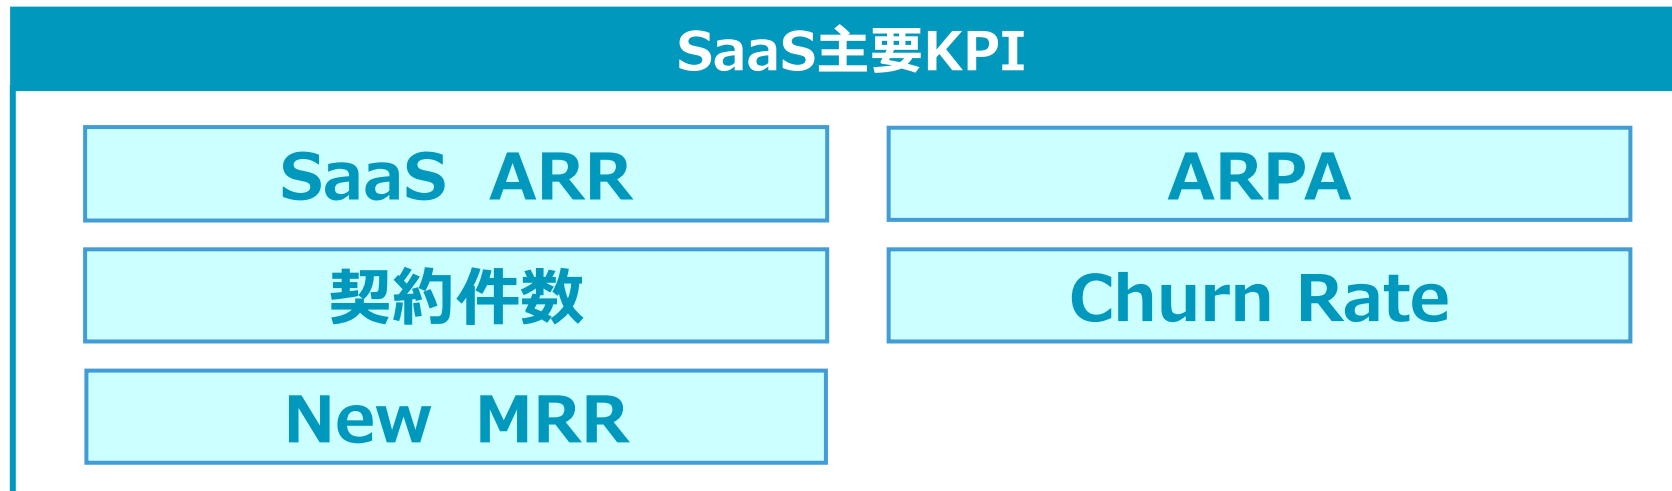 SaaS主要KPI
SaaS ARR
ARPA
契約件数
Churn Rate
New MRR